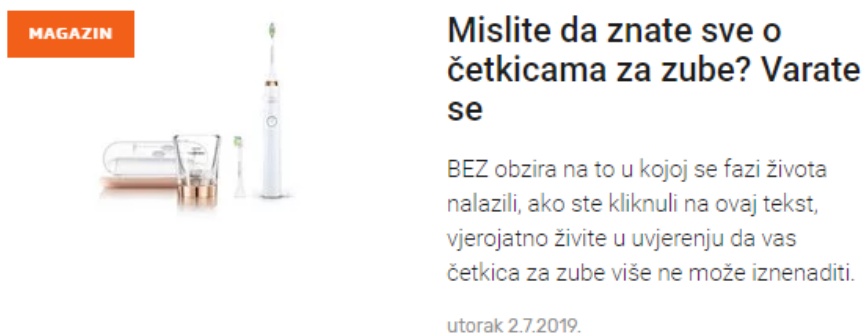 MAGAZIN
Mislite da znate sve o
četkicama za zube? Varate
se
BEZ obzira na to u kojoj se fazi života
nalazili, ako ste kliknuli na ovaj tekst,
vjerojatno živite u uvjerenju da vas
četkica za zube više ne može iznenaditi.
utorak 2.7.2019.